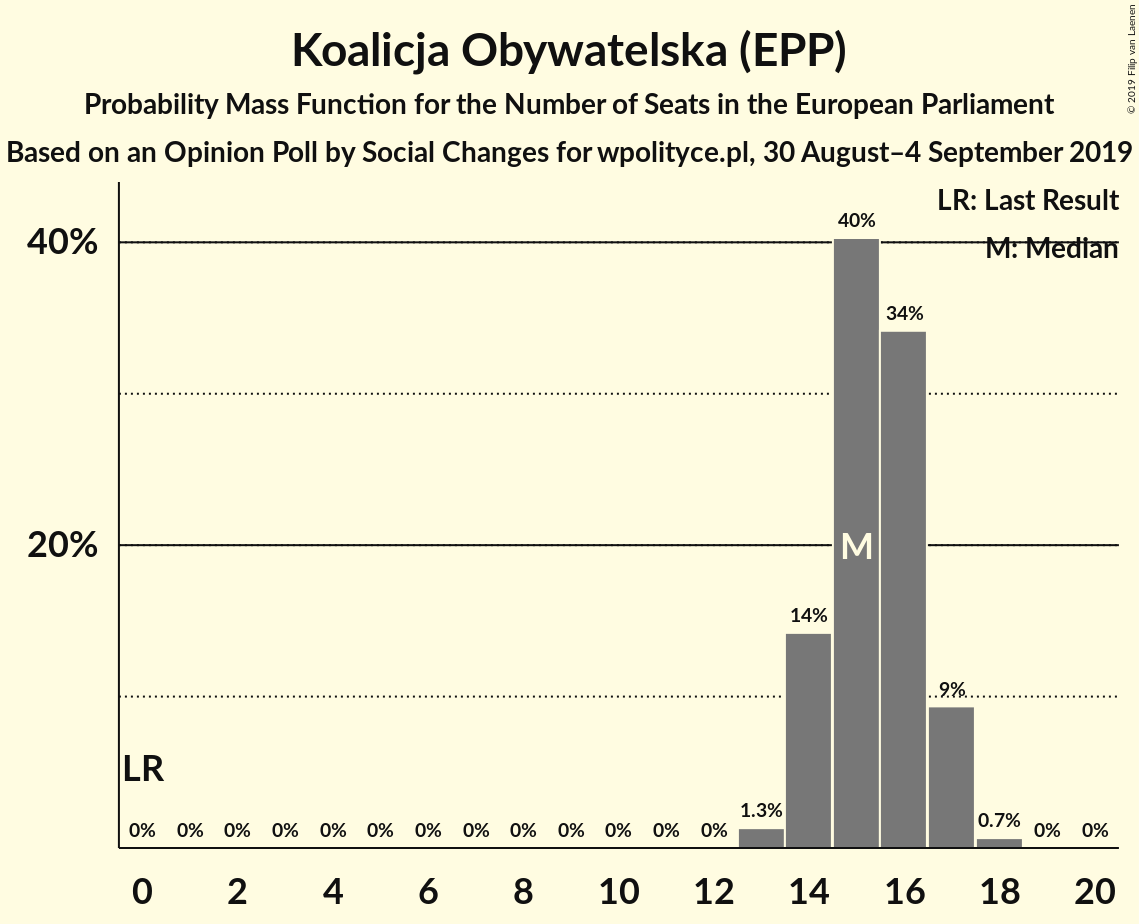 Koalicja Obywatelska (EPP)
Probability Mass Function for the Number of Seats in the European Parliament
Based on an Opinion Poll by Social Changes for wpolityce.pl, 30 August–4 September 2019
© 2019 Filip van Laenen
LR: Last Result
M: Median
40%
20%
40%
34%
M
14%
9%
LR
0% 0% 0% 0% 0% 0% 0% 0% 0% 0% 0% 0% 0% 1.3% 0.7% 0% 0%
0 2 4 6 8 10 12 14 16 18 20